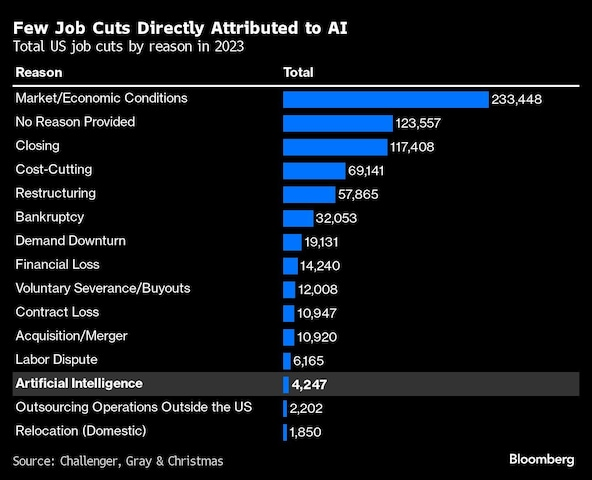 Few Job Cuts Directly Attributed to AI
Total US job cuts by reason in 2023
Reason Total
Market/Economic Conditions 233,448
No Reason Provided 123,557
Closing 117,408
Cost-Cutting 69,141
Restructuring 57,865
Bankruptcy 32,053
Demand Downturn 19,131
Financial Loss 14,240
Voluntary Severance/Buyouts 12,008
Contract Loss 10,947
Acquisition/Merger 10,920
Labor Dispute 6,165
Artificial Intelligence 4,247
Outsourcing Operations Outside the US 2,202
Relocation (Domestic) 1,850
Source: Challenger, Gray & Christmas Bloomberg